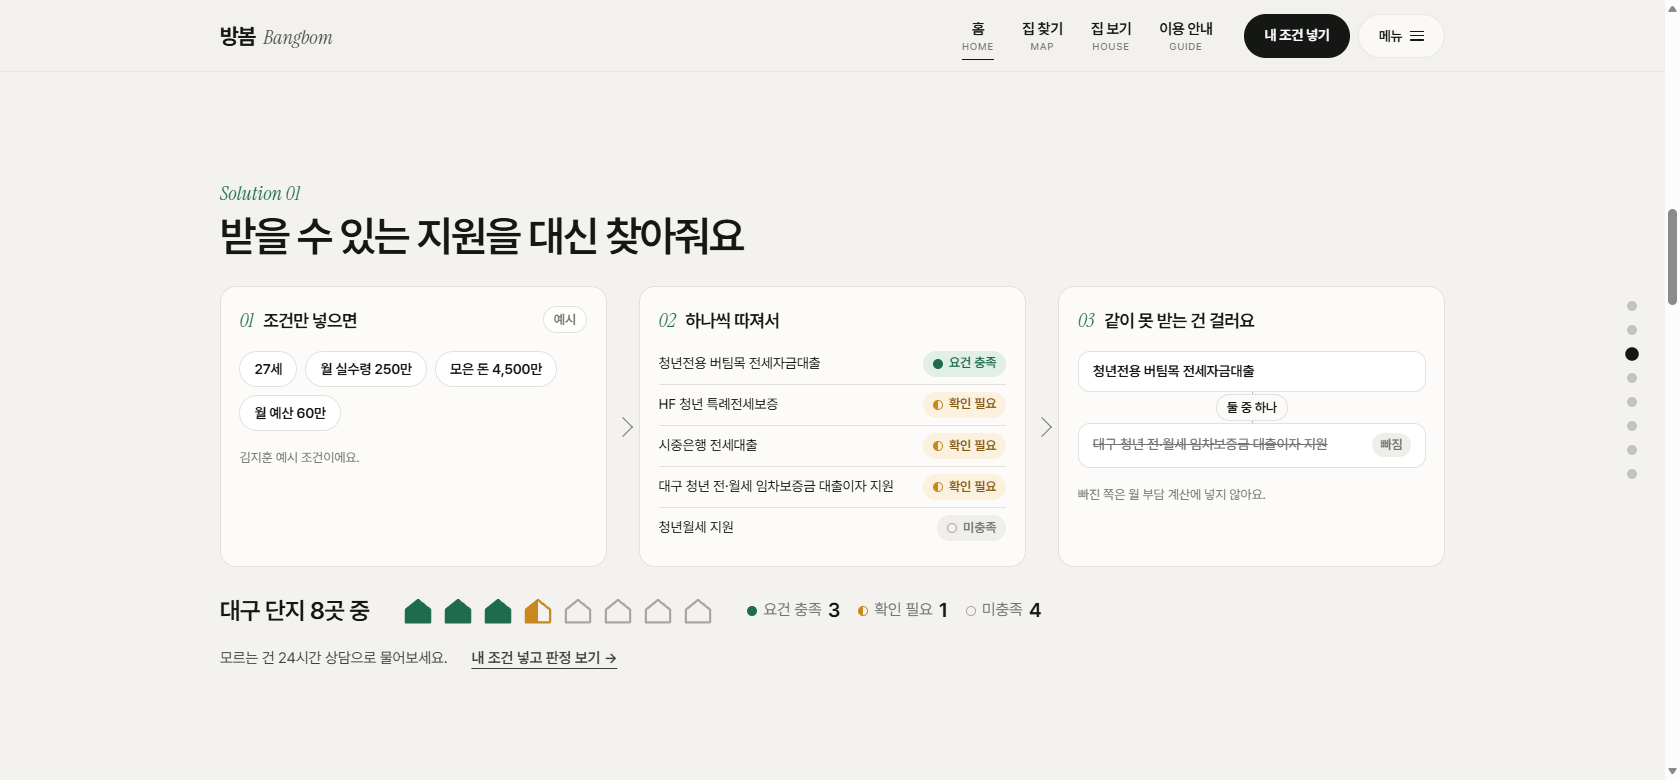 방봄 Bangbom
홈
HOME
집 찾기
MAP
집 보기
HOUSE
이용 안내
GUIDE
내 조건 넣기
메뉴
Solution 01
받을 수 있는 지원을 대신 찾아줘요
01 조건만 넣으면
예시
27세
월 실수령 250만
모은 돈 4,500만
월 예산 60만
김지훈 예시 조건이에요.
02 하나씩 따져서
청년전용 버팀목 전세자금대출 요건 충족
HF 청년 특례전세보증 확인 필요
시중은행 전세대출 확인 필요
대구 청년 전·월세 임차보증금 대출이자 지원 확인 필요
청년월세 지원 미충족
03 같이 못 받는 건 걸러요
청년전용 버팀목 전세자금대출
둘 중 하나
대구 청년 전·월세 임차보증금 대출이자 지원 빠짐
빠진 쪽은 월 부담 계산에 넣지 않아요.
대구 단지 8곳 중
요건 충족 3 확인 필요 1 미충족 4
모르는 건 24시간 상담으로 물어보세요. 내 조건 넣고 판정 보기 →